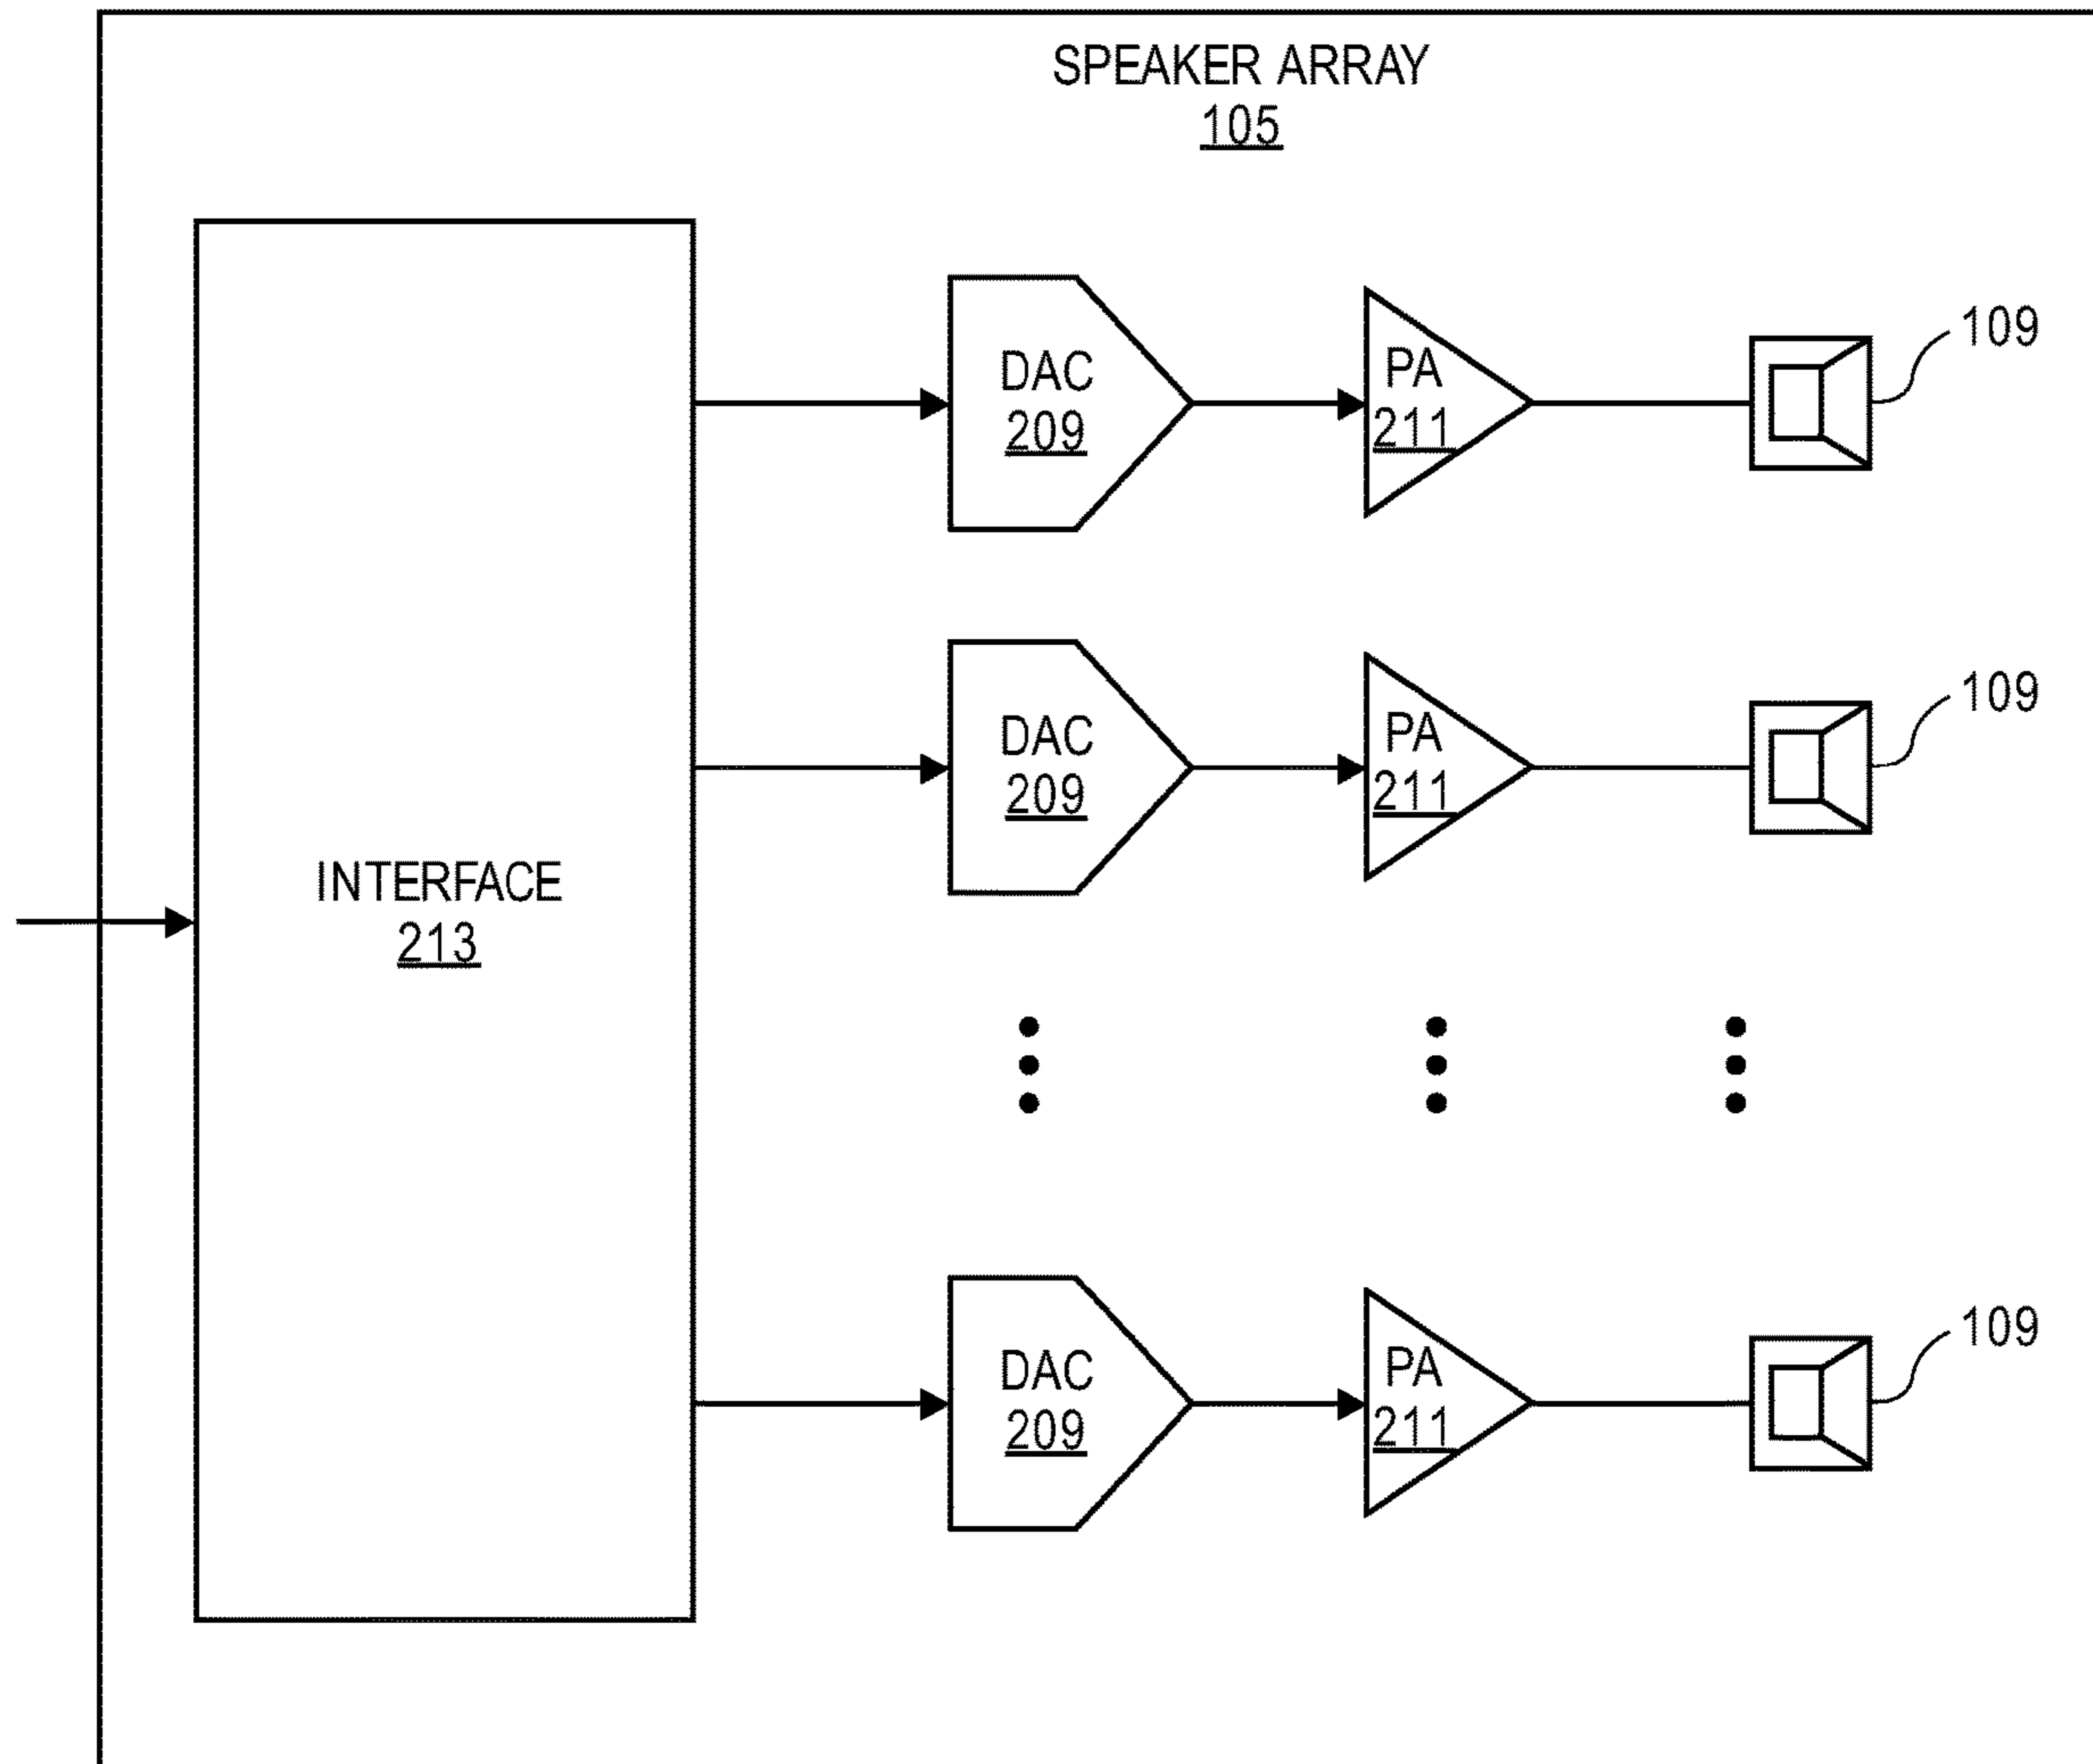 SPEAKER ARRAY
105
DAC
209
PA
211
109
DAC
209
PA
211
109
INTERFACE
213
DAC
209
PA
211
109